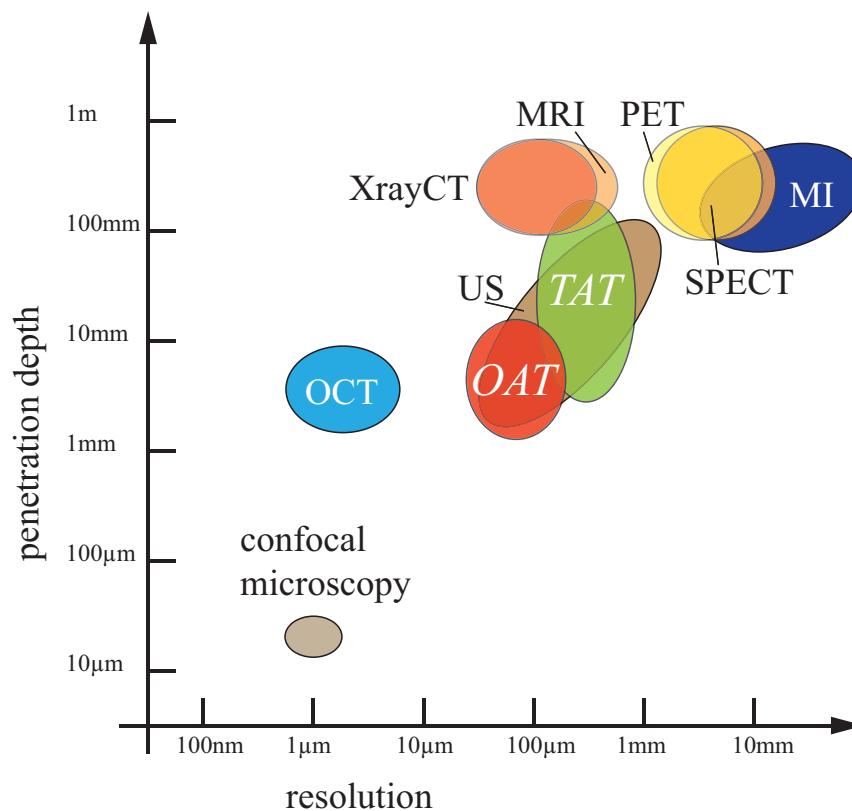 1m
MRI
PET
XrayCT
MI
100mm
US
TAT
SPECT
10mm
OCT
OAT
1mm
penetration depth
100µm
confocal
microscopy
10µm
100nm
1µm
10µm
100µm
1mm
10mm
resolution